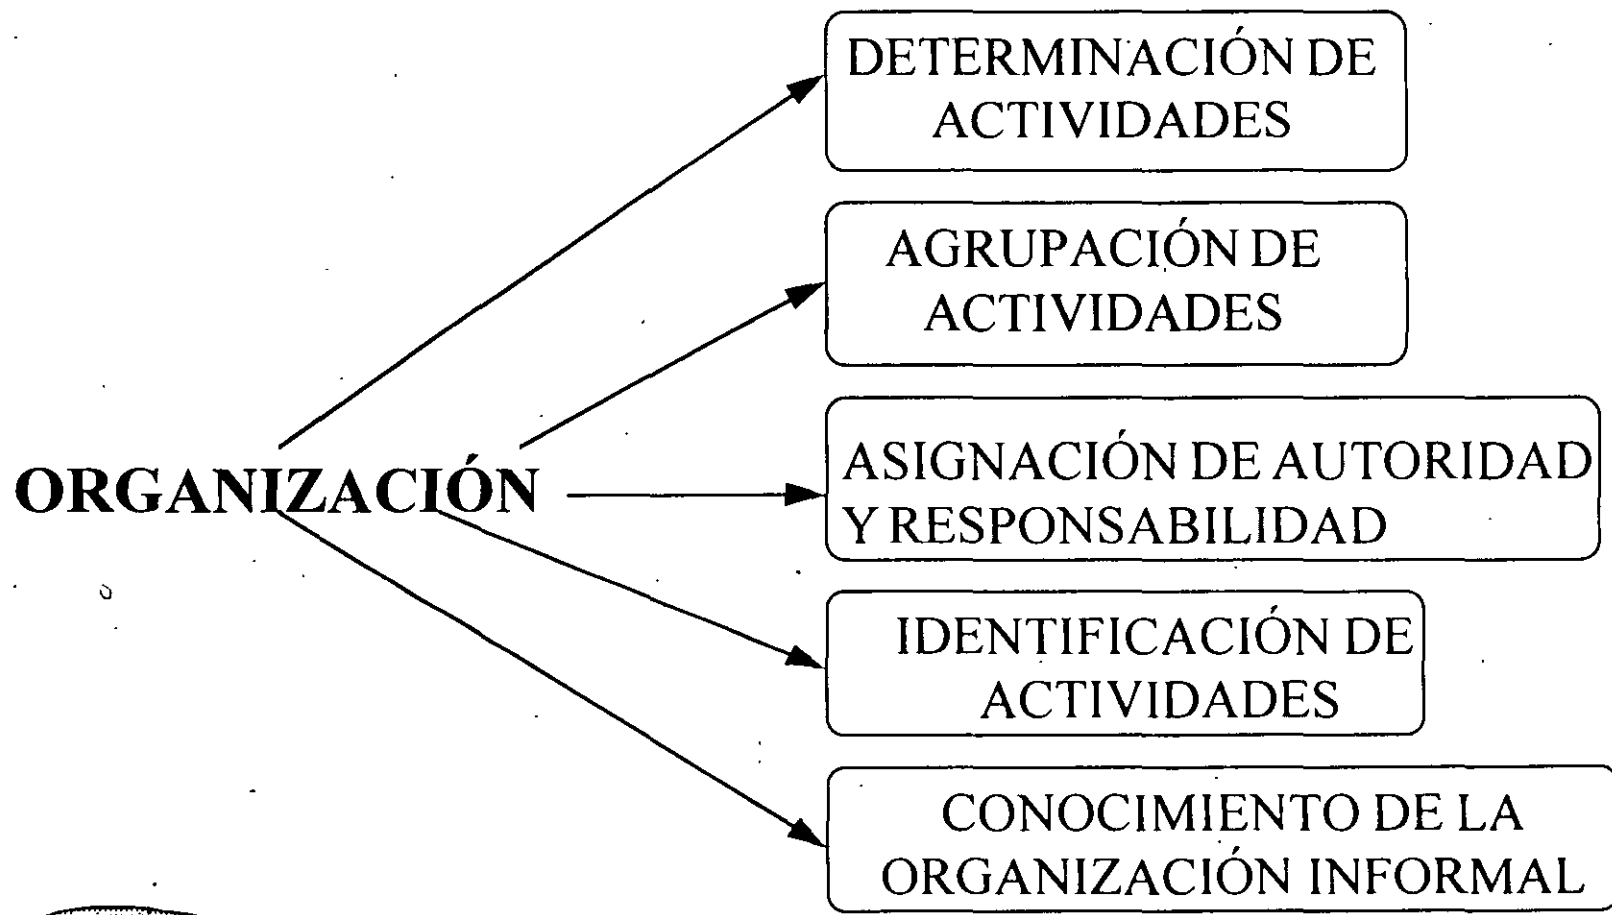 DETERMINACIÓN DE
ACTIVIDADES
AGRUPACIÓN DE
ACTIVIDADES
ORGANIZACIÓN
ASIGNACIÓN DE AUTORIDAD
Y RESPONSABILIDAD
IDENTIFICACIÓN DE
ACTIVIDADES
CONOCIMIENTO DE LA
ORGANIZACIÓN INFORMAL